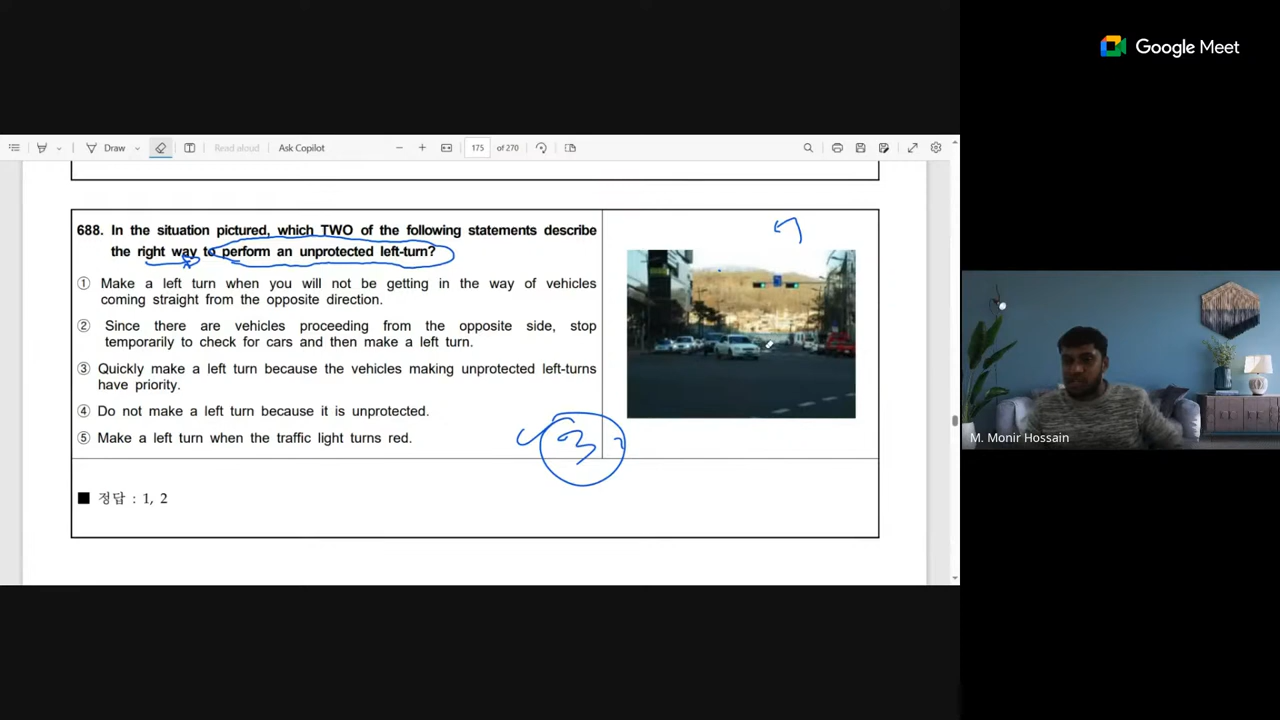 Google Meet
Draw
Read aloud
Ask Copilot
175
of 270
688. In the situation pictured, which TWO of the following statements describe
the right way to perform an unprotected left-turn?
① Make a left turn when you will not be getting in the way of vehicles
coming straight from the opposite direction.
② Since there are vehicles proceeding from the opposite side, stop
temporarily to check for cars and then make a left turn.
③ Quickly make a left turn because the vehicles making unprotected left-turns
have priority.
④ Do not make a left turn because it is unprotected.
⑤ Make a left turn when the traffic light turns red.
3
■ 정답 : 1, 2
M. Monir Hossain